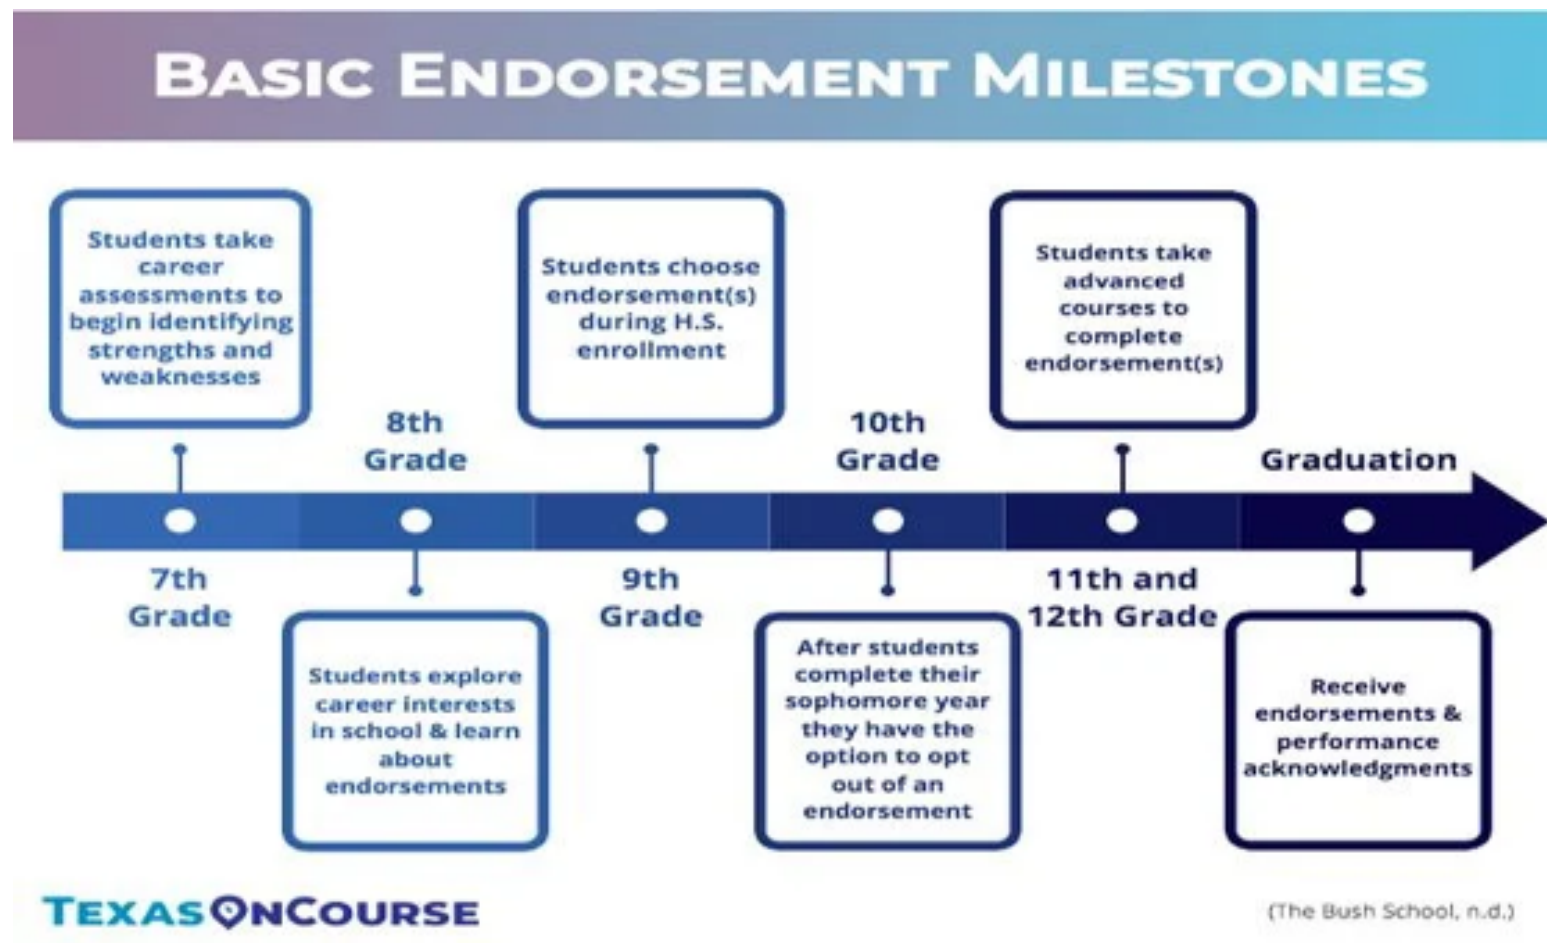 BASIC ENDORSEMENT MILESTONES
Students take
career
assessments to
begin identifying
strengths and
weaknesses
7th
Grade
8th
Grade
Students explore
career interests
in school & learn
about
endorsements
Students choose
endorsement(s)
during H.S.
enrollment
9th
Grade
10th
Grade
After students
complete their
sophomore year
they have the
option to opt
out of an
endorsement
Students take
advanced
courses to
complete
endorsement(s)
11th and
12th Grade
Graduation
Receive
endorsements &
performance
acknowledgments
TEXAS ONCOURSE
(The Bush School, n.d.)